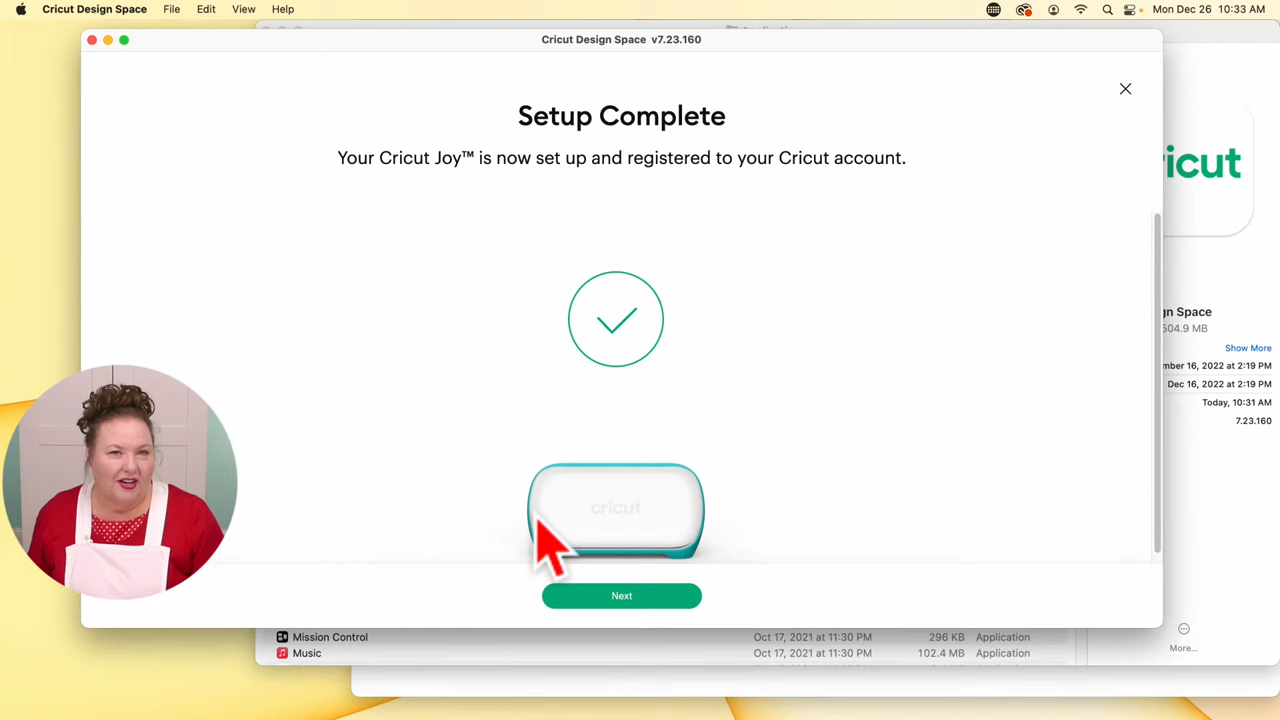 Cricut Design Space File Edit View Help Mon Dec 26 10:33 AM
Cricut Design Space v7.23.160
Setup Complete
Your Cricut Joy™ is now set up and registered to your Cricut account.
ricut
gn Space
504.9 MB
Show More
mber 16, 2022 at 2:19 PM
Dec 16, 2022 at 2:19 PM
Today, 10:31 AM
7.23.160
cricut
Next
Mission Control Oct 17, 2021 at 11:30 PM 296 KB Application
Music Oct 17, 2021 at 11:30 PM 102.4 MB Application
More...